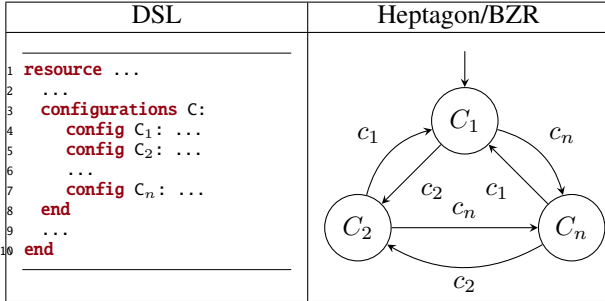 DSL
Heptagon/BZR
1 resource ...
2 ...
3 configurations C:
4 config C₁: ...
5 config C₂: ...
6 ...
7 config Cₙ: ...
8 end
9 ...
10 end
C₁
c₁
cₙ
c₂
c₁
cₙ
C₂
Cₙ
c₂